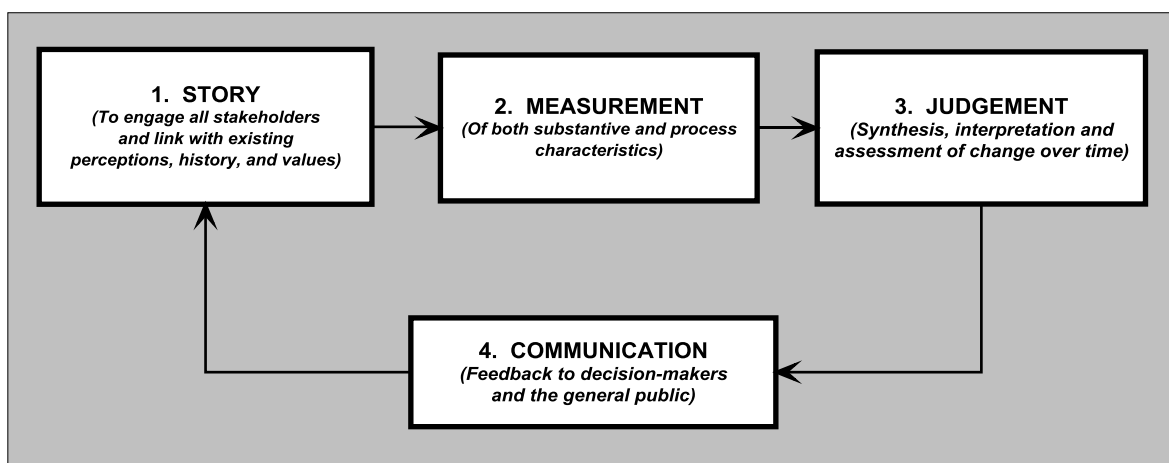 1. STORY
(To engage all stakeholders
and link with existing
perceptions, history, and values)
2. MEASUREMENT
(Of both substantive and process
characteristics)
3. JUDGEMENT
(Synthesis, interpretation and
assessment of change over time)
4. COMMUNICATION
(Feedback to decision-makers
and the general public)